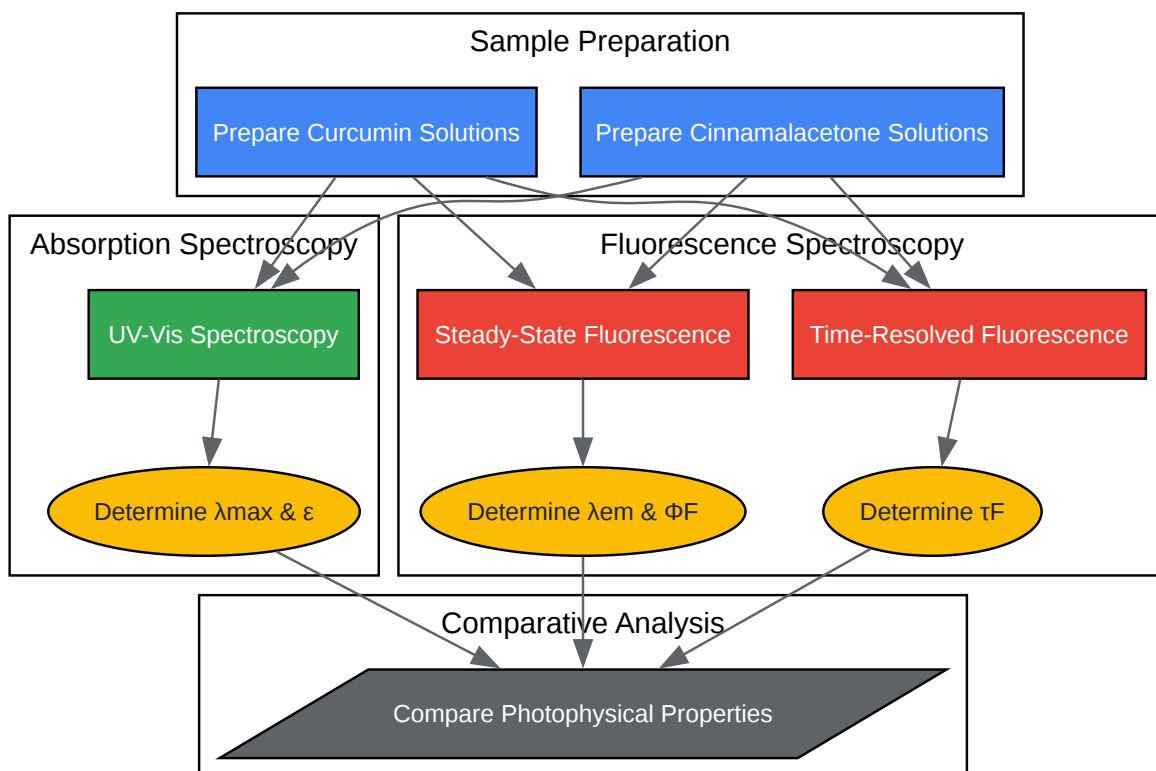 Sample Preparation
Prepare Curcumin Solutions
Prepare Cinnamalacetone Solutions
Absorption Spectroscopy
Fluorescence Spectroscopy
UV-Vis Spectroscopy
Steady-State Fluorescence
Time-Resolved Fluorescence
Determine λmax & ε
Determine λem & ΦF
Determine τF
Comparative Analysis
Compare Photophysical Properties